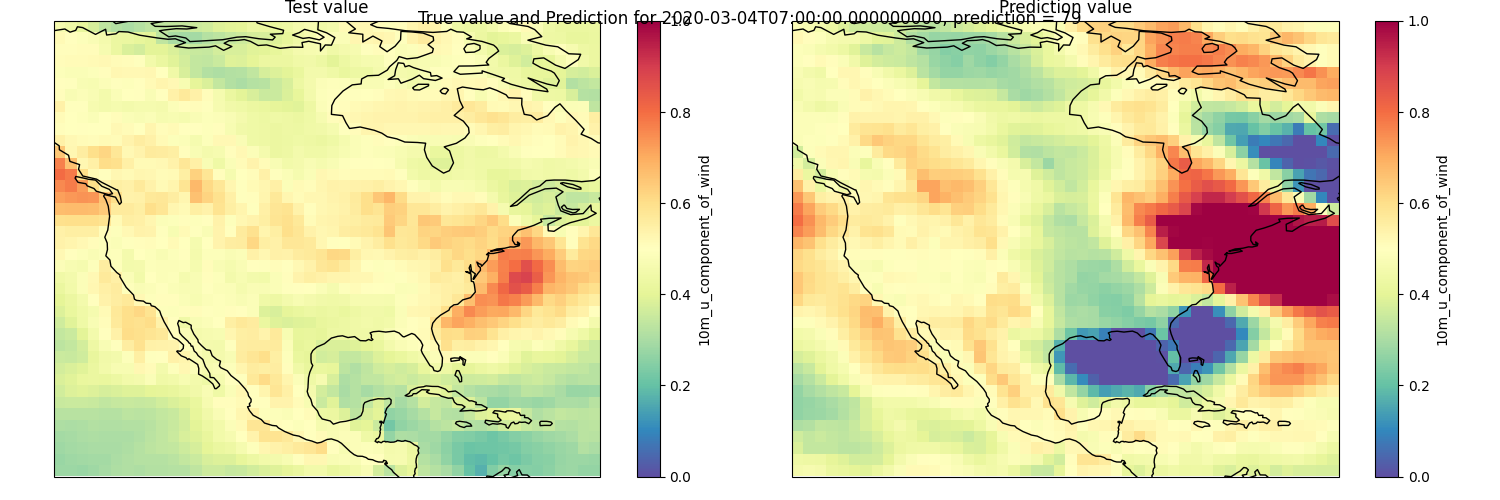 Test value
True value and Prediction for 2020-03-04T07:00:00.000000000, prediction = 79
Prediction value
1.0
0.8
0.6
0.4
0.2
0.0
10m_u_component_of_wind
1.0
0.8
0.6
0.4
0.2
0.0
10m_u_component_of_wind